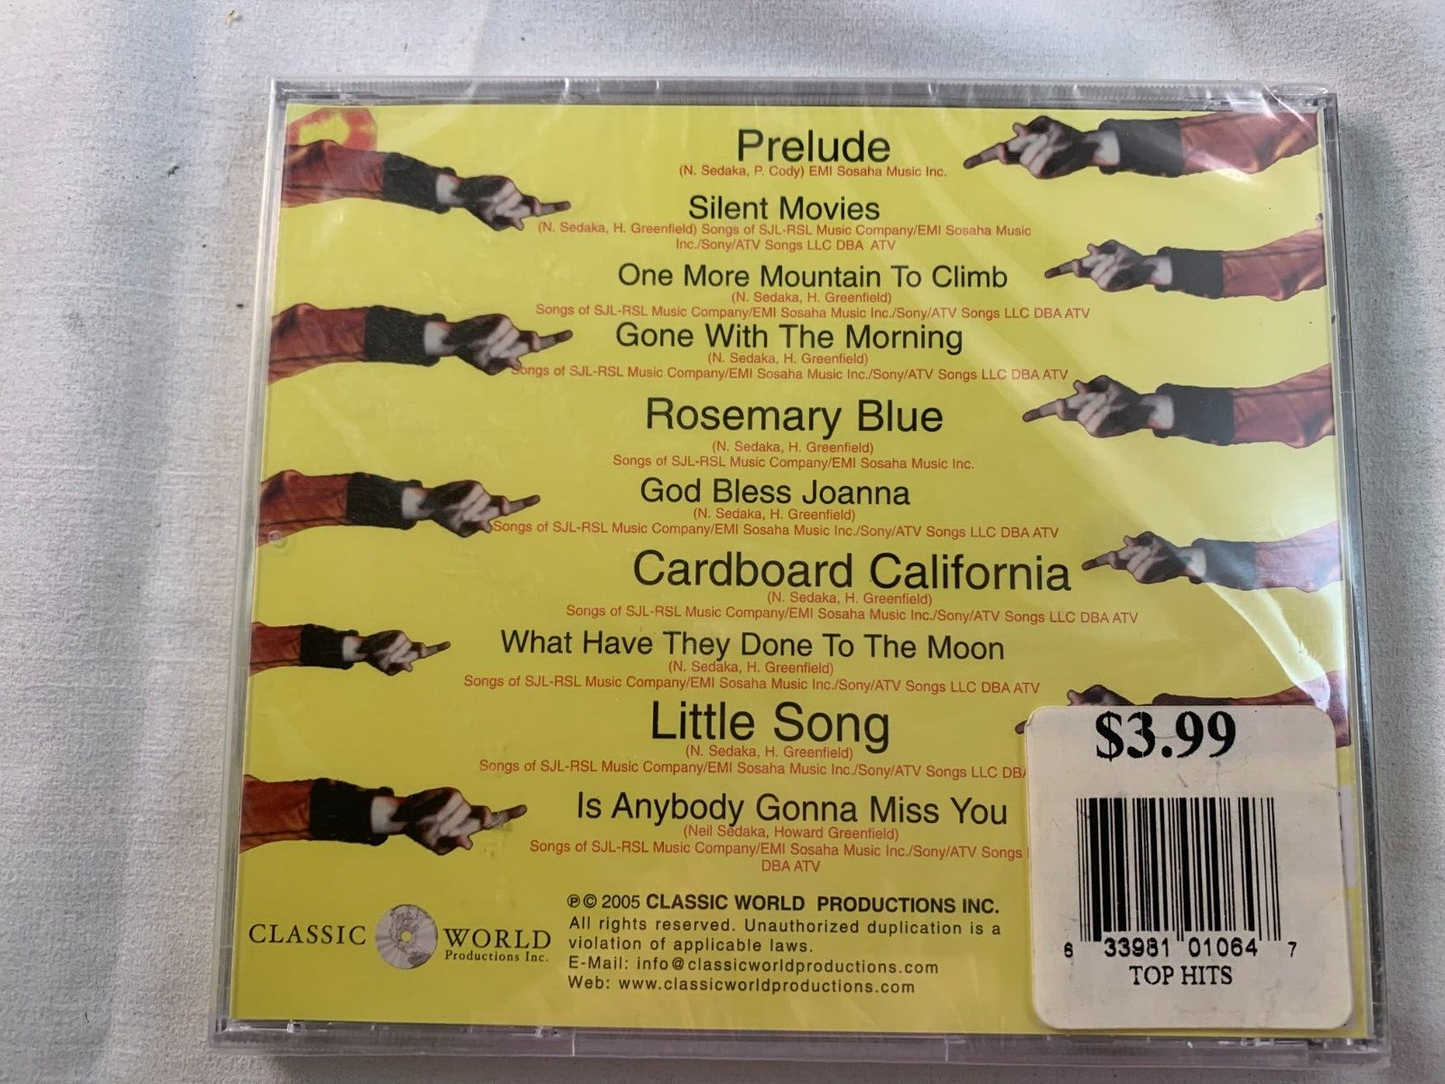 Prelude
(N. Sedaka, P. Cody) EMI Sosaha Music Inc.
Silent Movies
(N. Sedaka, H. Greenfield) Songs of SJL-RSL Music Company/EMI Sosaha Music
Inc./Sony/ATV Songs LLC DBA ATV
One More Mountain To Climb
(N. Sedaka, H. Greenfield)
Songs of SJL-RSL Music Company/EMI Sosaha Music Inc./Sony/ATV Songs LLC DBA ATV
Gone With The Morning
(N. Sedaka, H. Greenfield)
Songs of SJL-RSL Music Company/EMI Sosaha Music Inc./Sony/ATV Songs LLC DBA ATV
Rosemary Blue
(N. Sedaka, H. Greenfield)
Songs of SJL-RSL Music Company/EMI Sosaha Music Inc.
God Bless Joanna
(N. Sedaka, H. Greenfield)
Songs of SJL-RSL Music Company/EMI Sosaha Music Inc./Sony/ATV Songs LLC DBA ATV
Cardboard California
(N. Sedaka, H. Greenfield)
Songs of SJL-RSL Music Company/EMI Sosaha Music Inc./Sony/ATV Songs LLC DBA ATV
What Have They Done To The Moon
(N. Sedaka, H. Greenfield)
Songs of SJL-RSL Music Company/EMI Sosaha Music Inc./Sony/ATV Songs LLC DBA ATV
Little Song
(N. Sedaka, H. Greenfield)
Songs of SJL-RSL Music Company/EMI Sosaha Music Inc./Sony/ATV Songs LLC DBA
Is Anybody Gonna Miss You
(Neil Sedaka, Howard Greenfield)
Songs of SJL-RSL Music Company/EMI Sosaha Music Inc./Sony/ATV Songs
DBA ATV
℗© 2005 CLASSIC WORLD PRODUCTIONS INC.
All rights reserved. Unauthorized duplication is a
violation of applicable laws.
E-Mail: info@classicworldproductions.com
Web: www.classicworldproductions.com
CLASSIC WORLD
Productions Inc.
$3.99
6 33981 01064 7
TOP HITS